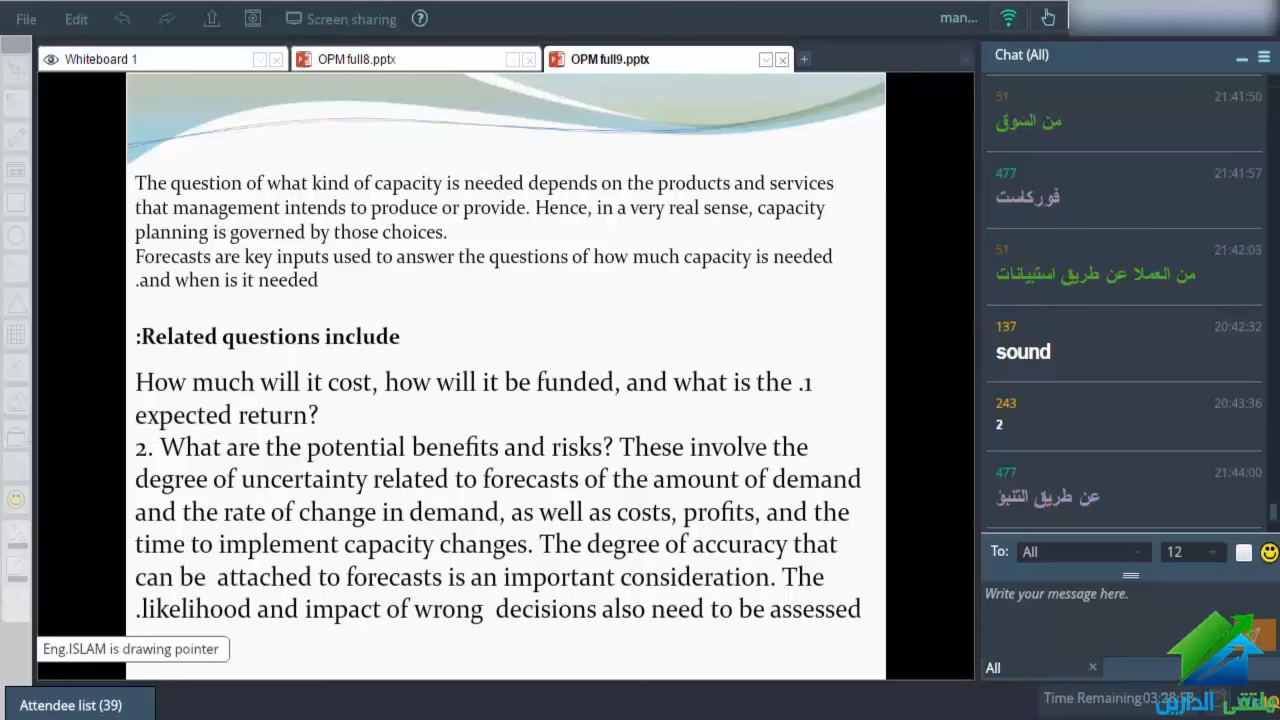 File Edit Screen sharing ? man...
Whiteboard 1 OPM full8.pptx OPM full9.pptx +
The question of what kind of capacity is needed depends on the products and services
that management intends to produce or provide. Hence, in a very real sense, capacity
planning is governed by those choices.
Forecasts are key inputs used to answer the questions of how much capacity is needed
.and when is it needed
:Related questions include
How much will it cost, how will it be funded, and what is the .1
expected return?
2. What are the potential benefits and risks? These involve the
degree of uncertainty related to forecasts of the amount of demand
and the rate of change in demand, as well as costs, profits, and the
time to implement capacity changes. The degree of accuracy that
can be attached to forecasts is an important consideration. The
.likelihood and impact of wrong decisions also need to be assessed
Eng.ISLAM is drawing pointer
Attendee list (39)
Chat (All)
51 21:41:50
من السوق
477 21:41:57
فوركاست
51 21:42:03
من العملا عن طريق استبيانات
137 20:42:32
sound
243 20:43:36
2
477 21:44:00
عن طريق التنبؤ
To: All 12
Write your message here.
All
Time Remaining
ملتقى الدارين